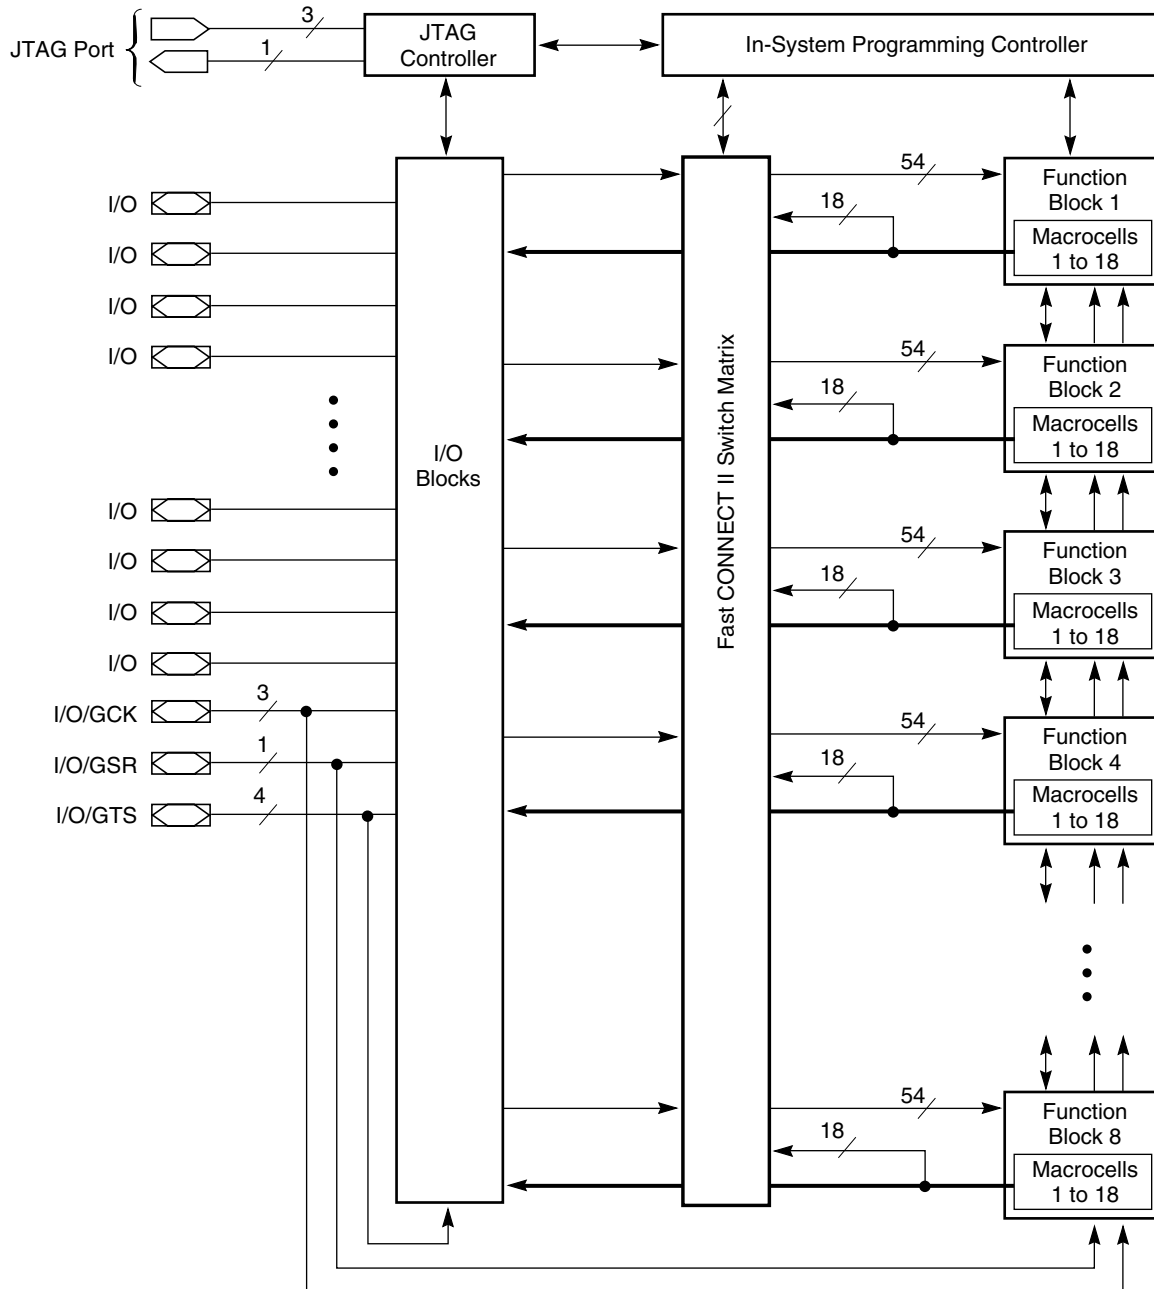 JTAG Port
3
1
JTAG
Controller
In-System Programming Controller
I/O
I/O
I/O
I/O
I/O
I/O
I/O
I/O
I/O/GCK
3
I/O/GSR
1
I/O/GTS
4
I/O
Blocks
Fast CONNECT II Switch Matrix
54
18
Function
Block 1
Macrocells
1 to 18
54
18
Function
Block 2
Macrocells
1 to 18
54
18
Function
Block 3
Macrocells
1 to 18
54
18
Function
Block 4
Macrocells
1 to 18
54
18
Function
Block 8
Macrocells
1 to 18